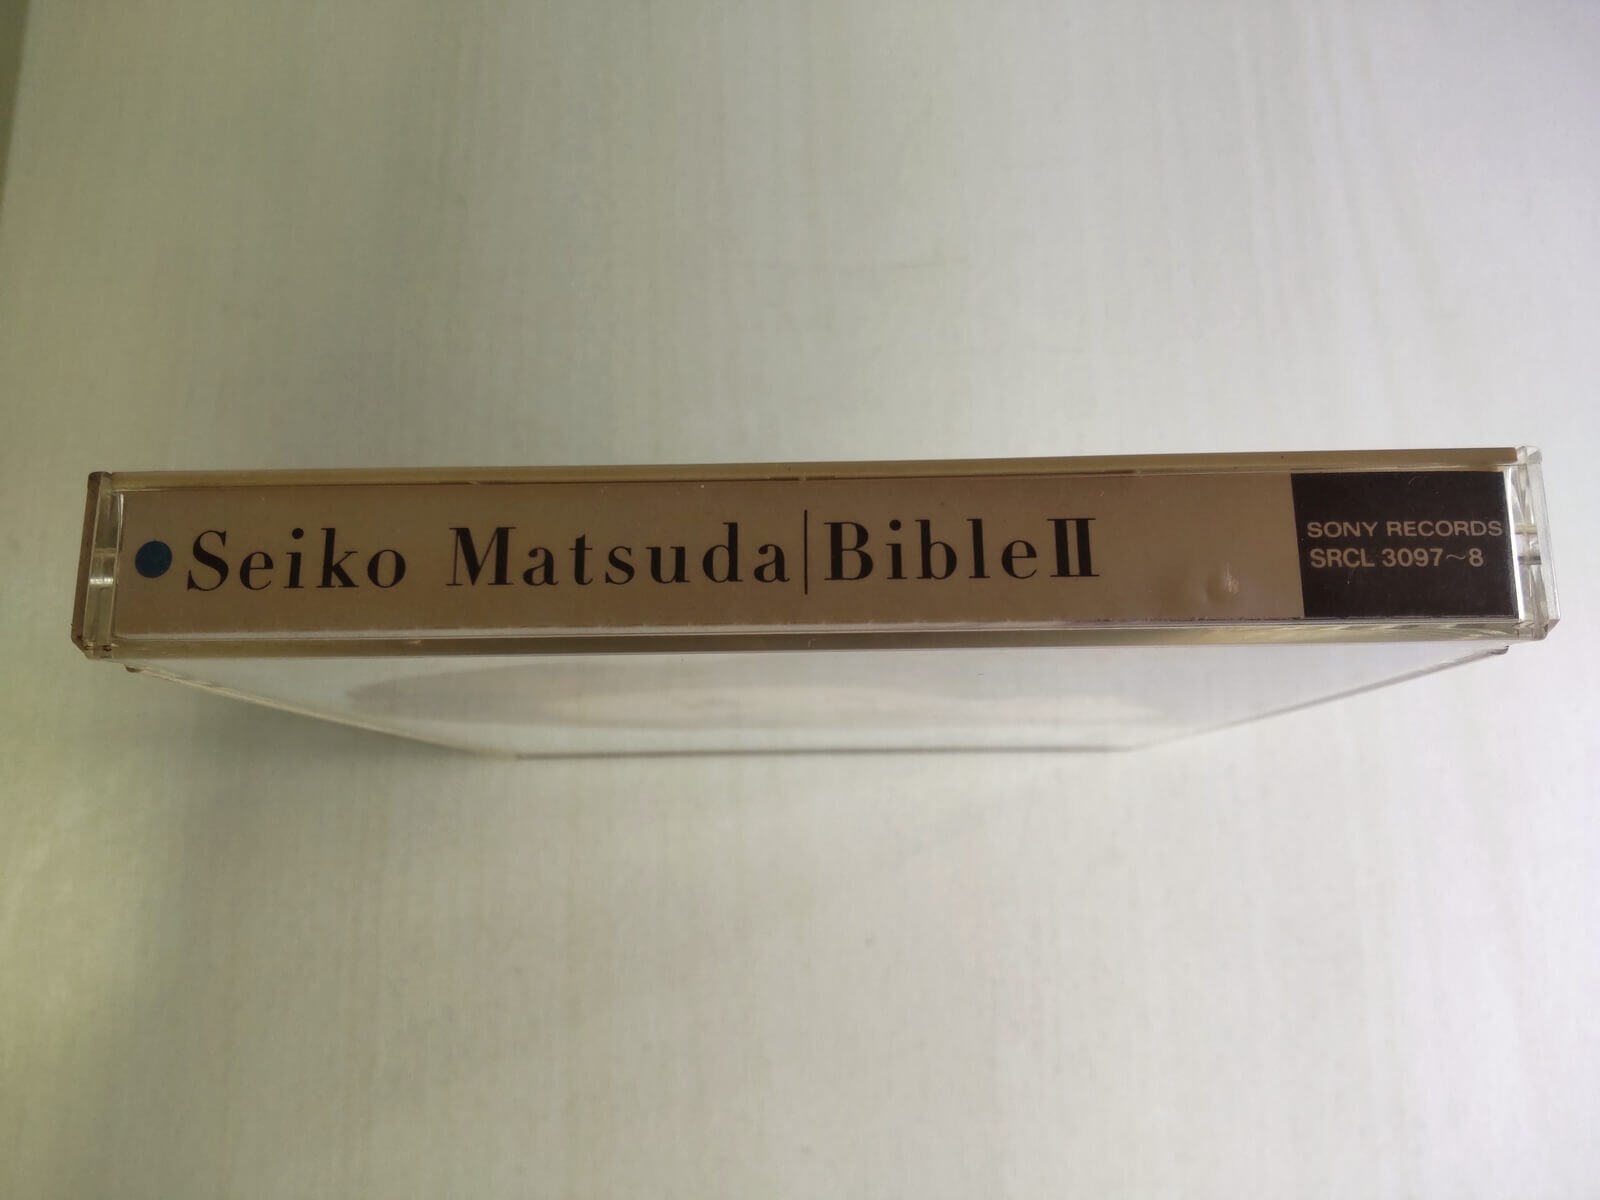 Seiko Matsuda|BibleII
SONY RECORDS
SRCL 3097~8